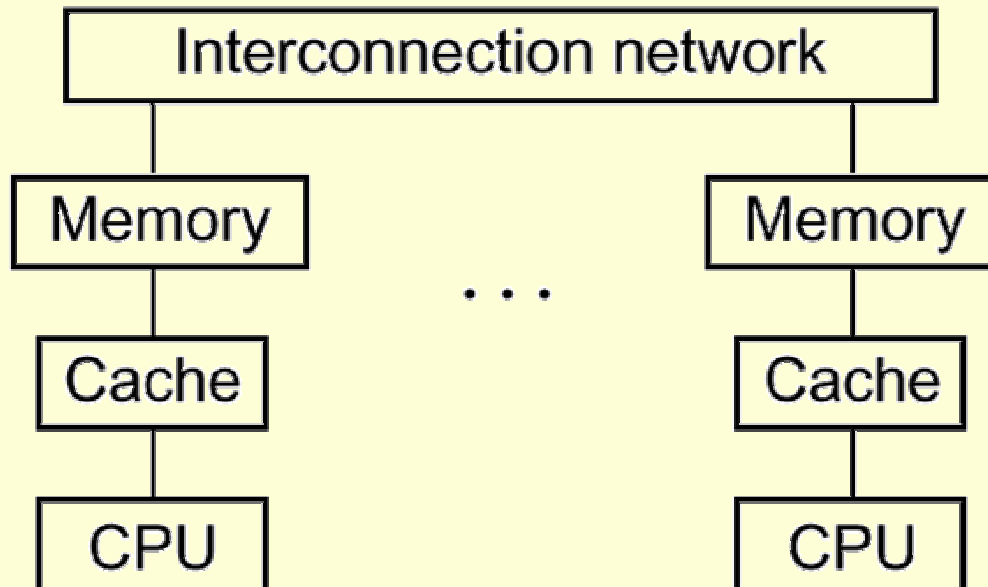 Interconnection network
Memory
Memory
. . .
Cache
Cache
CPU
CPU